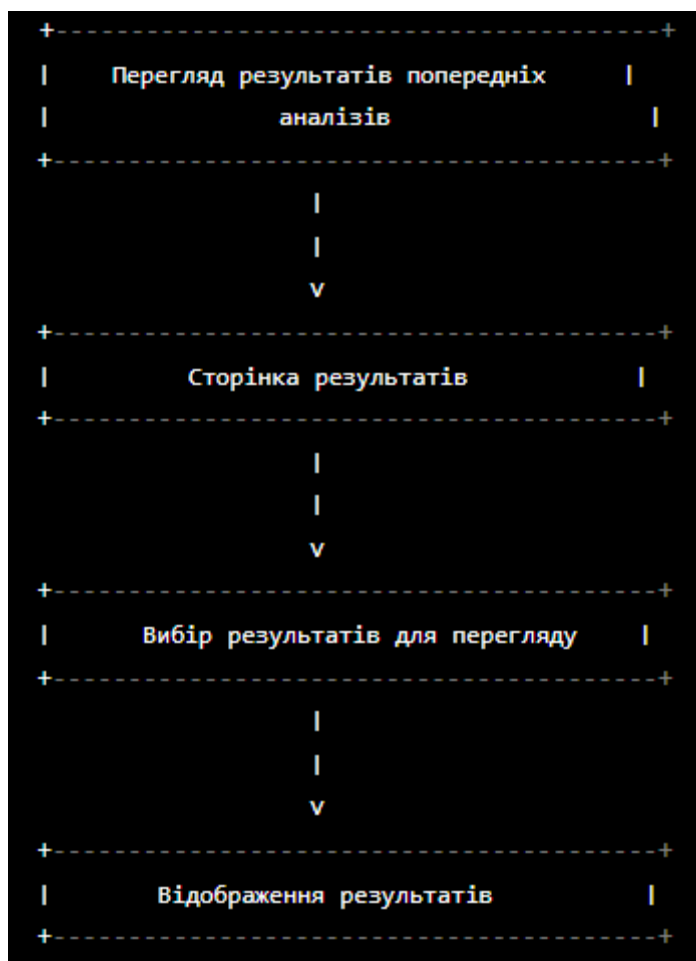 Перегляд результатів попередніх
аналізів
Сторінка результатів
Вибір результатів для перегляду
Відображення результатів